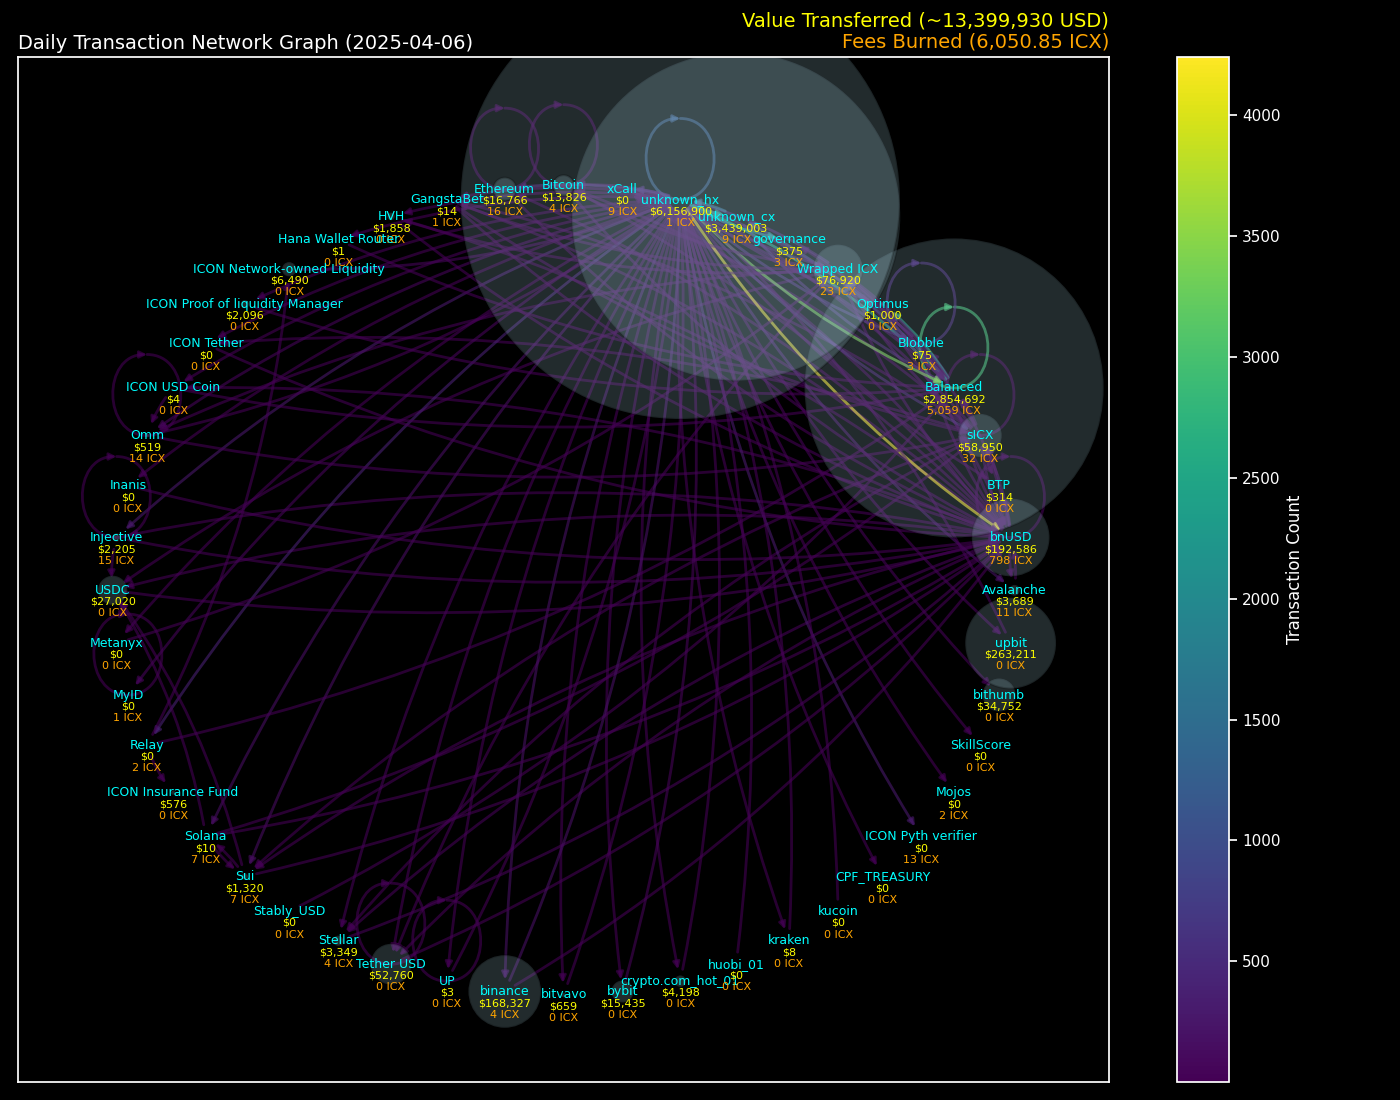 Value Transferred (~13,399,930 USD)
Daily Transaction Network Graph (2025-04-06)
Fees Burned (6,050.85 ICX)
Ethereum
$16,766
16 ICX
Bitcoin
$13,826
4 ICX
xCall
$0
9 ICX
unknown_hx
$6,156,900
1 ICX
unknown_cx
$3,439,003
9 ICX
governance
$375
3 ICX
Wrapped ICX
$76,920
23 ICX
Optimus
$1,000
0 ICX
Blobble
$75
3 ICX
Balanced
$2,854,692
5,059 ICX
sICX
$58,950
32 ICX
BTP
$314
0 ICX
bnUSD
$192,586
798 ICX
Avalanche
$3,689
11 ICX
upbit
$263,211
0 ICX
bithumb
$34,752
0 ICX
SkillScore
$0
0 ICX
Mojos
$0
2 ICX
ICON Pyth verifier
$0
13 ICX
CPF_TREASURY
$0
0 ICX
kucoin
$0
0 ICX
kraken
$8
0 ICX
huobi_01
$0
0 ICX
crypto.com_hot_01
$4,198
0 ICX
bybit
$15,435
0 ICX
bitvavo
$659
0 ICX
binance
$168,327
4 ICX
UP
$3
0 ICX
Tether USD
$52,760
0 ICX
Stellar
$3,349
4 ICX
Stably_USD
$0
0 ICX
Sui
$1,320
7 ICX
Solana
$10
7 ICX
ICON Insurance Fund
$576
0 ICX
Relay
$0
2 ICX
MyID
$0
1 ICX
Metanyx
$0
0 ICX
USDC
$27,020
0 ICX
Injective
$2,205
15 ICX
Inanis
$0
0 ICX
Omm
$519
14 ICX
ICON USD Coin
$4
0 ICX
ICON Tether
$0
0 ICX
ICON Proof of liquidity Manager
$2,096
0 ICX
ICON Network-owned Liquidity
$6,490
0 ICX
Hana Wallet Router
$1
0 ICX
HVH
$1,858
ICX
GangstaBet
$14
1 ICX
4000
3500
3000
2500
2000
1500
1000
500
Transaction Count